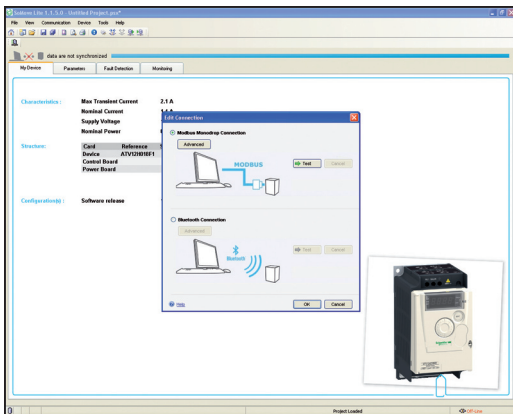 SoMove Lite 1.1.5.0 - Untitled Project.psx*
File View Communication Device Tools Help
data are not synchronized
My Device Parameters Fault Detection Monitoring
Characteristics :
Max Transient Current 2.1 A
Nominal Current
Supply Voltage
Nominal Power
Structure:
Card Reference
Device ATV12H018F1
Control Board
Power Board
Configuration(s) :
Software release
Edit Connection
Modbus Monodrop Connection
Advanced
MODBUS
Test Cancel
Bluetooth Connection
Advanced
Bluetooth
Test Cancel
Help
OK Cancel
Project Loaded
Off-Line